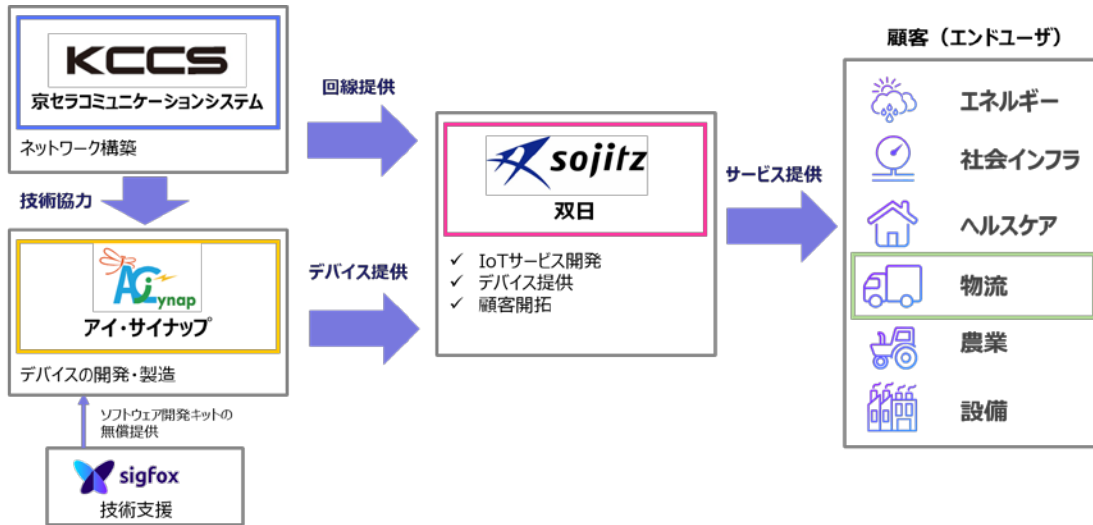 KCCS
京セラコミュニケーションシステム
ネットワーク構築
回線提供
技術協力
アイ・サイナップ
デバイスの開発・製造
デバイス提供
ソフトウェア開発キットの
無償提供
sigfox
技術支援
sojitz
双日
✓ IoTサービス開発
✓ デバイス提供
✓ 顧客開拓
サービス提供
顧客（エンドユーザ）
エネルギー
社会インフラ
ヘルスケア
物流
農業
設備